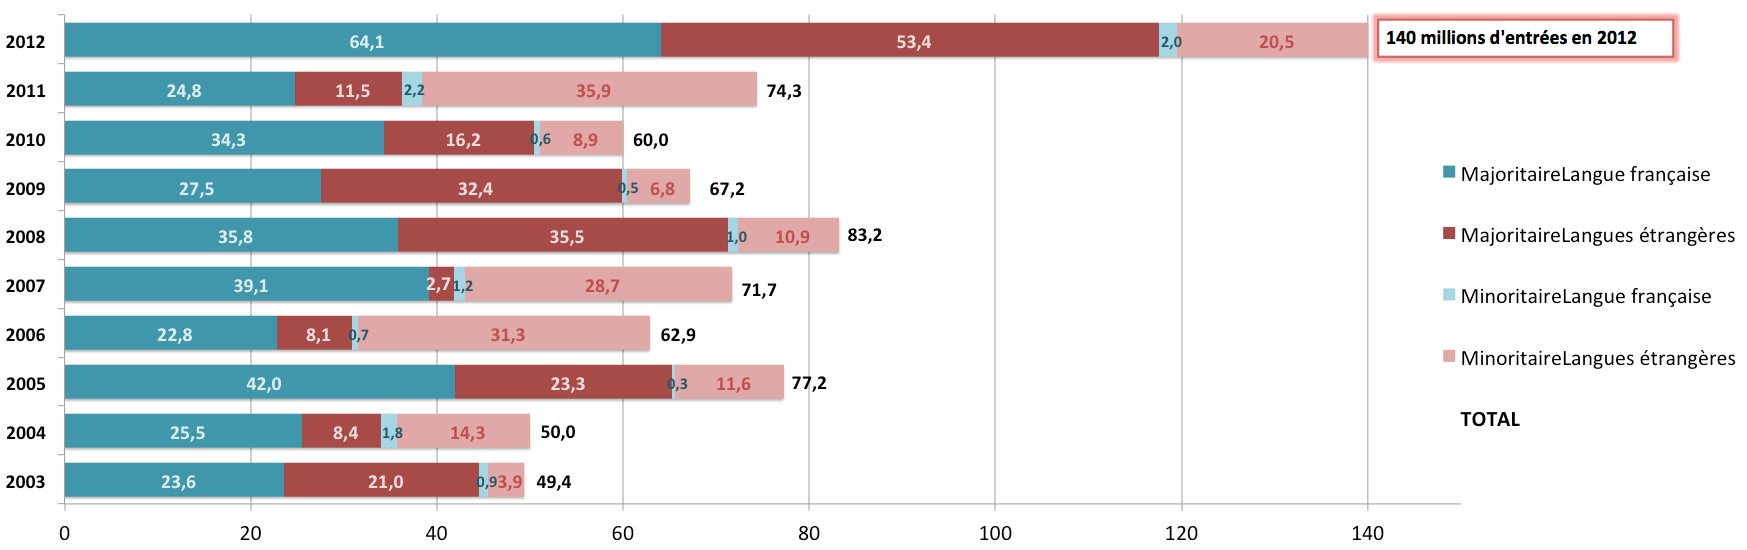 2012 64,1 53,4 2,0 20,5 140 millions d'entrées en 2012
2011 24,8 11,5 2,2 35,9 74,3
2010 34,3 16,2 0,6 8,9 60,0
2009 27,5 32,4 0,5 6,8 67,2
2008 35,8 35,5 1,0 10,9 83,2
2007 39,1 2,7 1,2 28,7 71,7
2006 22,8 8,1 0,7 31,3 62,9
2005 42,0 23,3 0,3 11,6 77,2
2004 25,5 8,4 1,8 14,3 50,0
2003 23,6 21,0 0,9 3,9 49,4
0 20 40 60 80 100 120 140
MajoritaireLangue française
MajoritaireLangues étrangères
MinoritaireLangue française
MinoritaireLangues étrangères
TOTAL